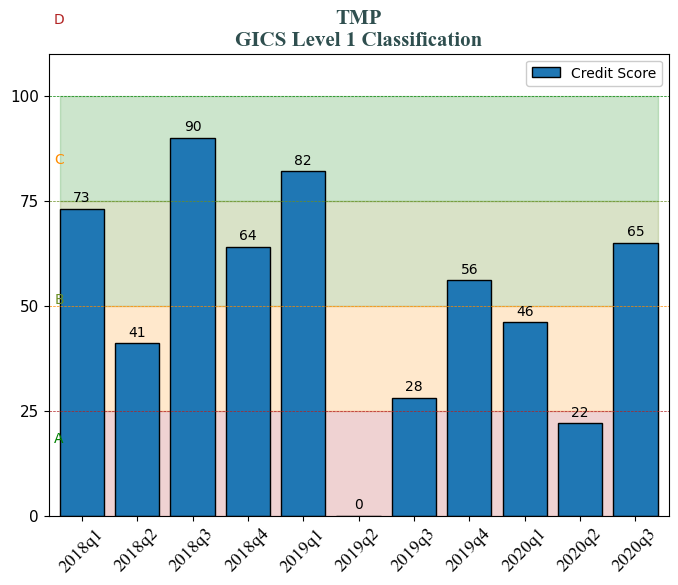 D
TMP
GICS Level 1 Classification
Credit Score
100
75
50
25
0
C
B
A
73
41
90
64
82
0
28
56
46
22
65
2018q1
2018q2
2018q3
2018q4
2019q1
2019q2
2019q3
2019q4
2020q1
2020q2
2020q3